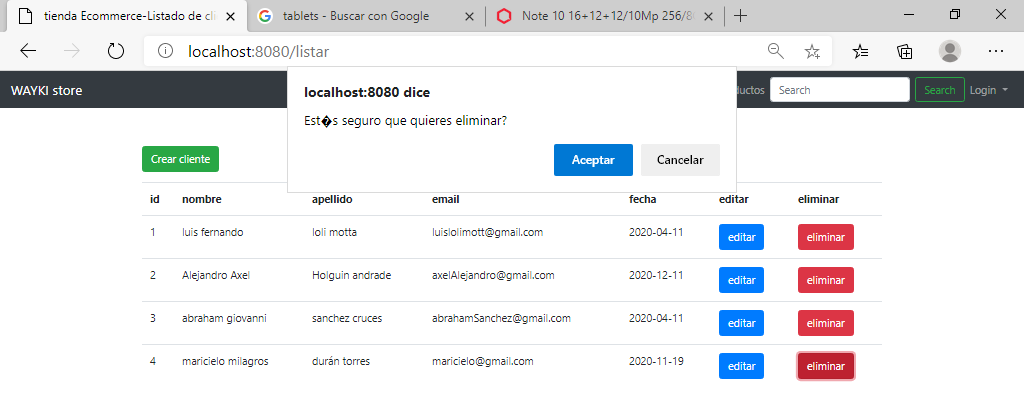 tienda Ecommerce-Listado de cli
tablets - Buscar con Google
Note 10 16+12+12/10Mp 256/8
localhost:8080/listar
WAYKI store
ductos
Search
Search
Login
localhost:8080 dice
Est�s seguro que quieres eliminar?
Aceptar
Cancelar
Crear cliente
id nombre apellido email fecha editar eliminar
1 luis fernando loli motta luislolimott@gmail.com 2020-04-11 editar eliminar
2 Alejandro Axel Holguin andrade axelAlejandro@gmail.com 2020-12-11 editar eliminar
3 abraham giovanni sanchez cruces abrahamSanchez@gmail.com 2020-04-11 editar eliminar
4 maricielo milagros durán torres maricielo@gmail.com 2020-11-19 editar eliminar